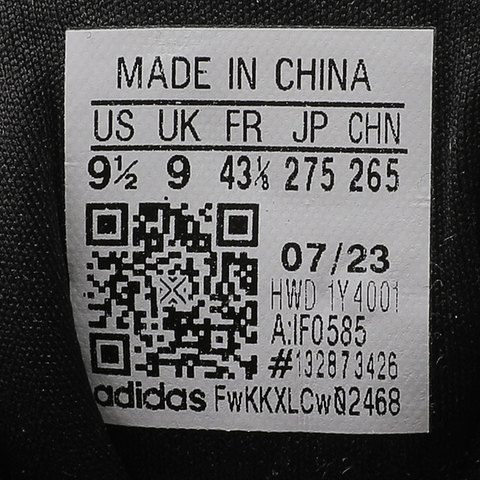 MADE IN CHINA
US UK FR JP CHN
9½ 9 43⅓ 275 265
07/23
HWD 1Y4001
A:IF0585
#132873426
adidas FwKKXLCwQ2468